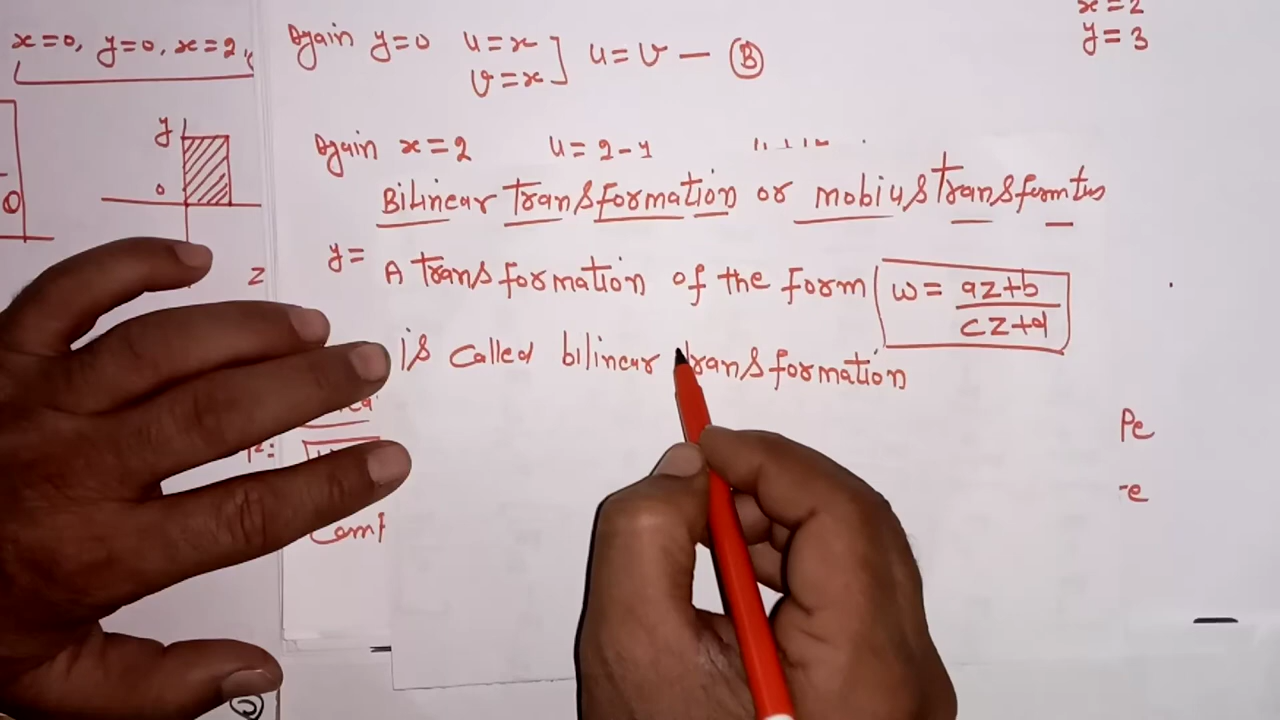 x=0, y=0, x=2,
Again y=0 u=x
v=x ] u=v — (B)
x=2
y=3
y
0
Z
Again x=2 u=2-y
Bilinear transformation or mobius
y=
A transformation of the form w = az+b
cz+d
is called bilinear transformation
Pe
-e